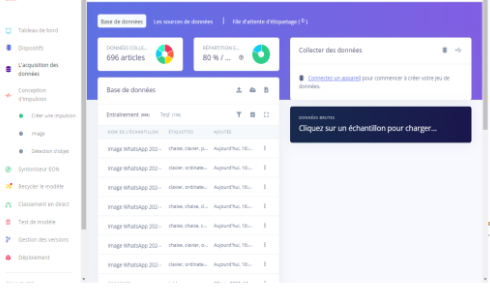 Base de données
Les sources de données
File d'attente d'étiquetage
Tableau de bord
Dispositifs
L'acquisition des
données
Conception
d'impulsion
Créer une impulsion
Image
Détection d'objet
Syntoniseur EON
Recycler le modèle
Classement en direct
Test de modèle
Gestion des versions
Déploiement
DONNÉES COLLE...
696 articles
RÉPARTITION E...
80 % / ...
Collecter des données
Connectez un appareil pour commencer à créer votre jeu de
données.
Base de données
Entraînement
Test
NOM DE L'ÉCHANTILLON ÉTIQUETTES AJOUTÉ
Image WhatsApp 202... chaise, clavier, p... Aujourd'hui, 10:...
Image WhatsApp 202... clavier, ordinate... Aujourd'hui, 10:...
Image WhatsApp 202... clavier, ordinate... Aujourd'hui, 10:...
Image WhatsApp 202... chaise, chaise, cl... Aujourd'hui, 10:...
Image WhatsApp 202... chaise, chaise, c... Aujourd'hui, 10:...
Image WhatsApp 202... chaise, clavier, o... Aujourd'hui, 10:...
Image WhatsApp 202... clavier, ordinate... Aujourd'hui, 10:...
DONNÉES BRUTES
Cliquez sur un échantillon pour charger...